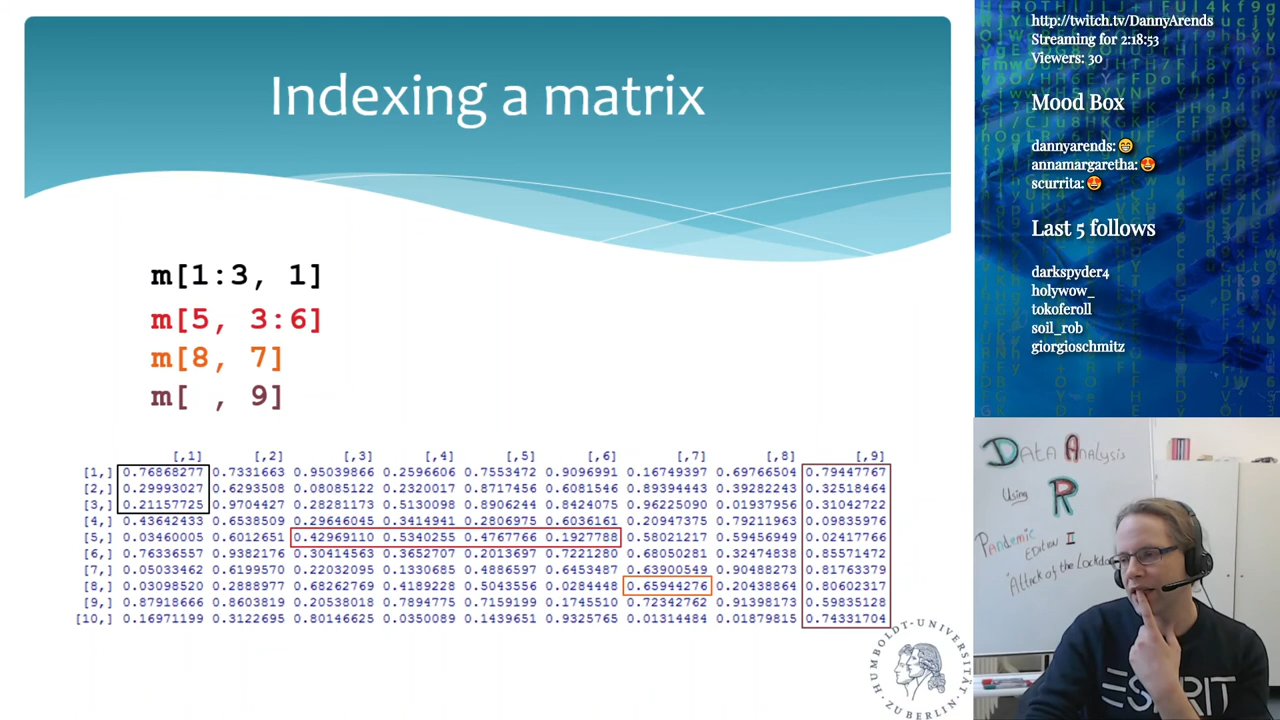 Indexing a matrix
m[1:3, 1]
m[5, 3:6]
m[8, 7]
m[ , 9]
[,1] [,2] [,3] [,4] [,5] [,6] [,7] [,8] [,9]
[1,] 0.76868277 0.7331663 0.95039866 0.2596606 0.7553472 0.9096991 0.16749397 0.69766504 0.79447767
[2,] 0.29993027 0.6293508 0.08085122 0.2320017 0.8717456 0.6081546 0.89394443 0.39282243 0.32518464
[3,] 0.21157725 0.9704427 0.28281173 0.5130098 0.8906744 0.8424075 0.96225090 0.01937956 0.31042722
[4,] 0.43642433 0.6538509 0.29646045 0.3414941 0.2806975 0.6036161 0.20947375 0.79211963 0.09835976
[5,] 0.03460005 0.6012651 0.42969110 0.5340255 0.4767766 0.1927788 0.58021217 0.59456949 0.02417766
[6,] 0.76336557 0.9382176 0.30414563 0.3652707 0.2013697 0.7221280 0.68050281 0.32474838 0.85571472
[7,] 0.05033462 0.6199570 0.22032095 0.1330685 0.4886597 0.6453487 0.63900549 0.90488273 0.81763379
[8,] 0.03098520 0.2888977 0.68262769 0.4189228 0.5043556 0.0284448 0.65944276 0.20438864 0.80602317
[9,] 0.87918666 0.8603819 0.20538018 0.7894775 0.7159199 0.1745510 0.72342762 0.91398173 0.59835128
[10,] 0.16971199 0.3122695 0.80146625 0.0350089 0.1439651 0.9325765 0.01314484 0.01879815 0.74331704
HUMBOLDT-UNIVERSITÄT ZU BERLIN
http://twitch.tv/DannyArends
Streaming for 2:18:53
Viewers: 30
Mood Box
dannyarends: 😁
annamargaretha: 😍
scurrita: 😍
Last 5 follows
darkspyder4
holywow_
tokoferoll
soil_rob
giorgioschmitz
Data Analysis
Using R
Pandemic
Edition II
"Attack of the Lockdown
ESPRIT